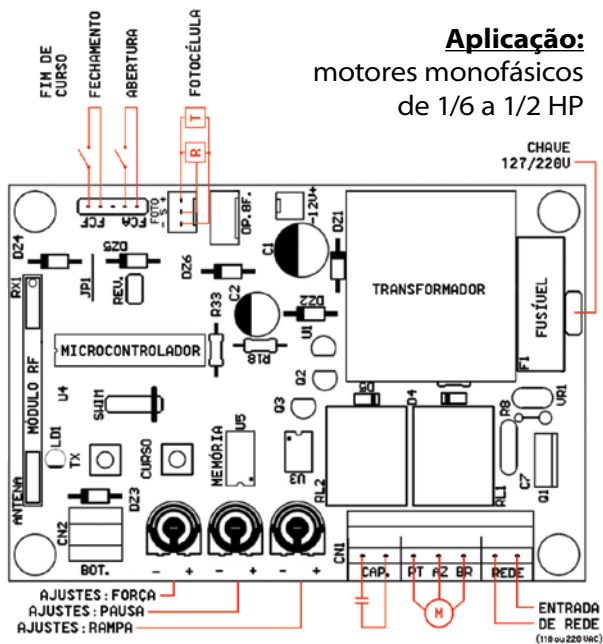 Aplicação:
motores monofásicos
de 1/6 a 1/2 HP
FIM DE
CURSO
FECHAMENTO
ABERTURA
FOTOCÉLULA
T
R
CHAVE
127/220V
FCF
FCA
FOTO
- S +
OP.8F.
-12V+
DZ4
DZ5
DZ6
C1
DZ1
RX1
JP1
REV.
C2
DZ2
TRANSFORMADOR
FUSÍVEL
F1
R33
U1
MICROCONTROLADOR
R18
MÓDULO RF
U4
SWIM
Q2
D5
D4
VR1
LD1
TX
CURSO
MEMÓRIA
U5
Q3
U3
RL2
RL1
R8
C7
Q1
ANTENA
DZ3
CN2
BOT.
- +
- +
- +
CN1
CAP.
PT AZ BR
REDE
M
AJUSTES: FORÇA
AJUSTES: PAUSA
AJUSTES: RAMPA
ENTRADA
DE REDE
(110 ou 220 VAC)